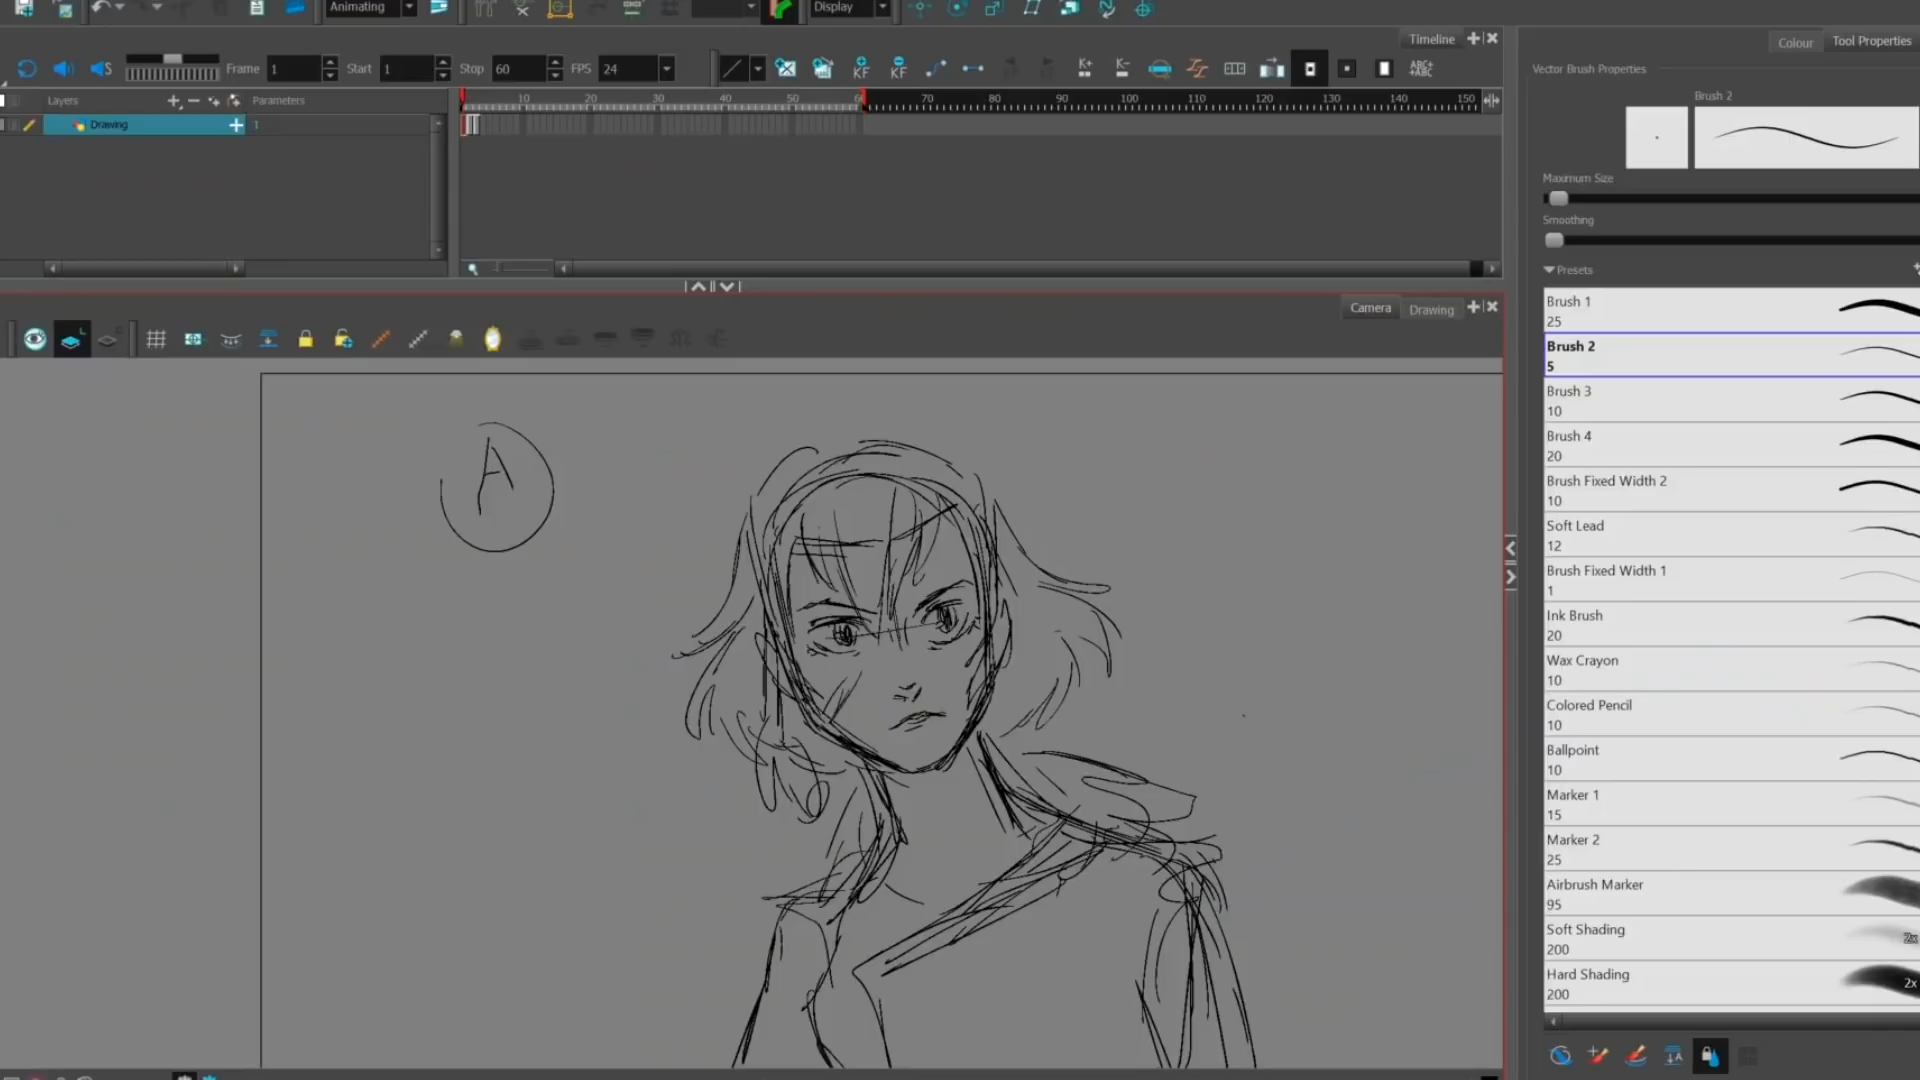 Animating
Display
Timeline
Colour
Tool Properties
Frame 1 Start 1 Stop 60 FPS 24
KF KF K+ K- ABC+ +ABC
Vector Brush Properties
Layers
Parameters
10 20 30 40 50 70 80 90 100 110 120 130 140 150
Drawing
1
Brush 2
Maximum Size
Smoothing
Presets
Camera
Drawing
Brush 1
25
Brush 2
5
Brush 3
10
Brush 4
20
Brush Fixed Width 2
10
Soft Lead
12
Brush Fixed Width 1
1
Ink Brush
20
Wax Crayon
10
Colored Pencil
10
Ballpoint
10
Marker 1
15
Marker 2
25
Airbrush Marker
95
Soft Shading
2x
200
Hard Shading
2x
200
A